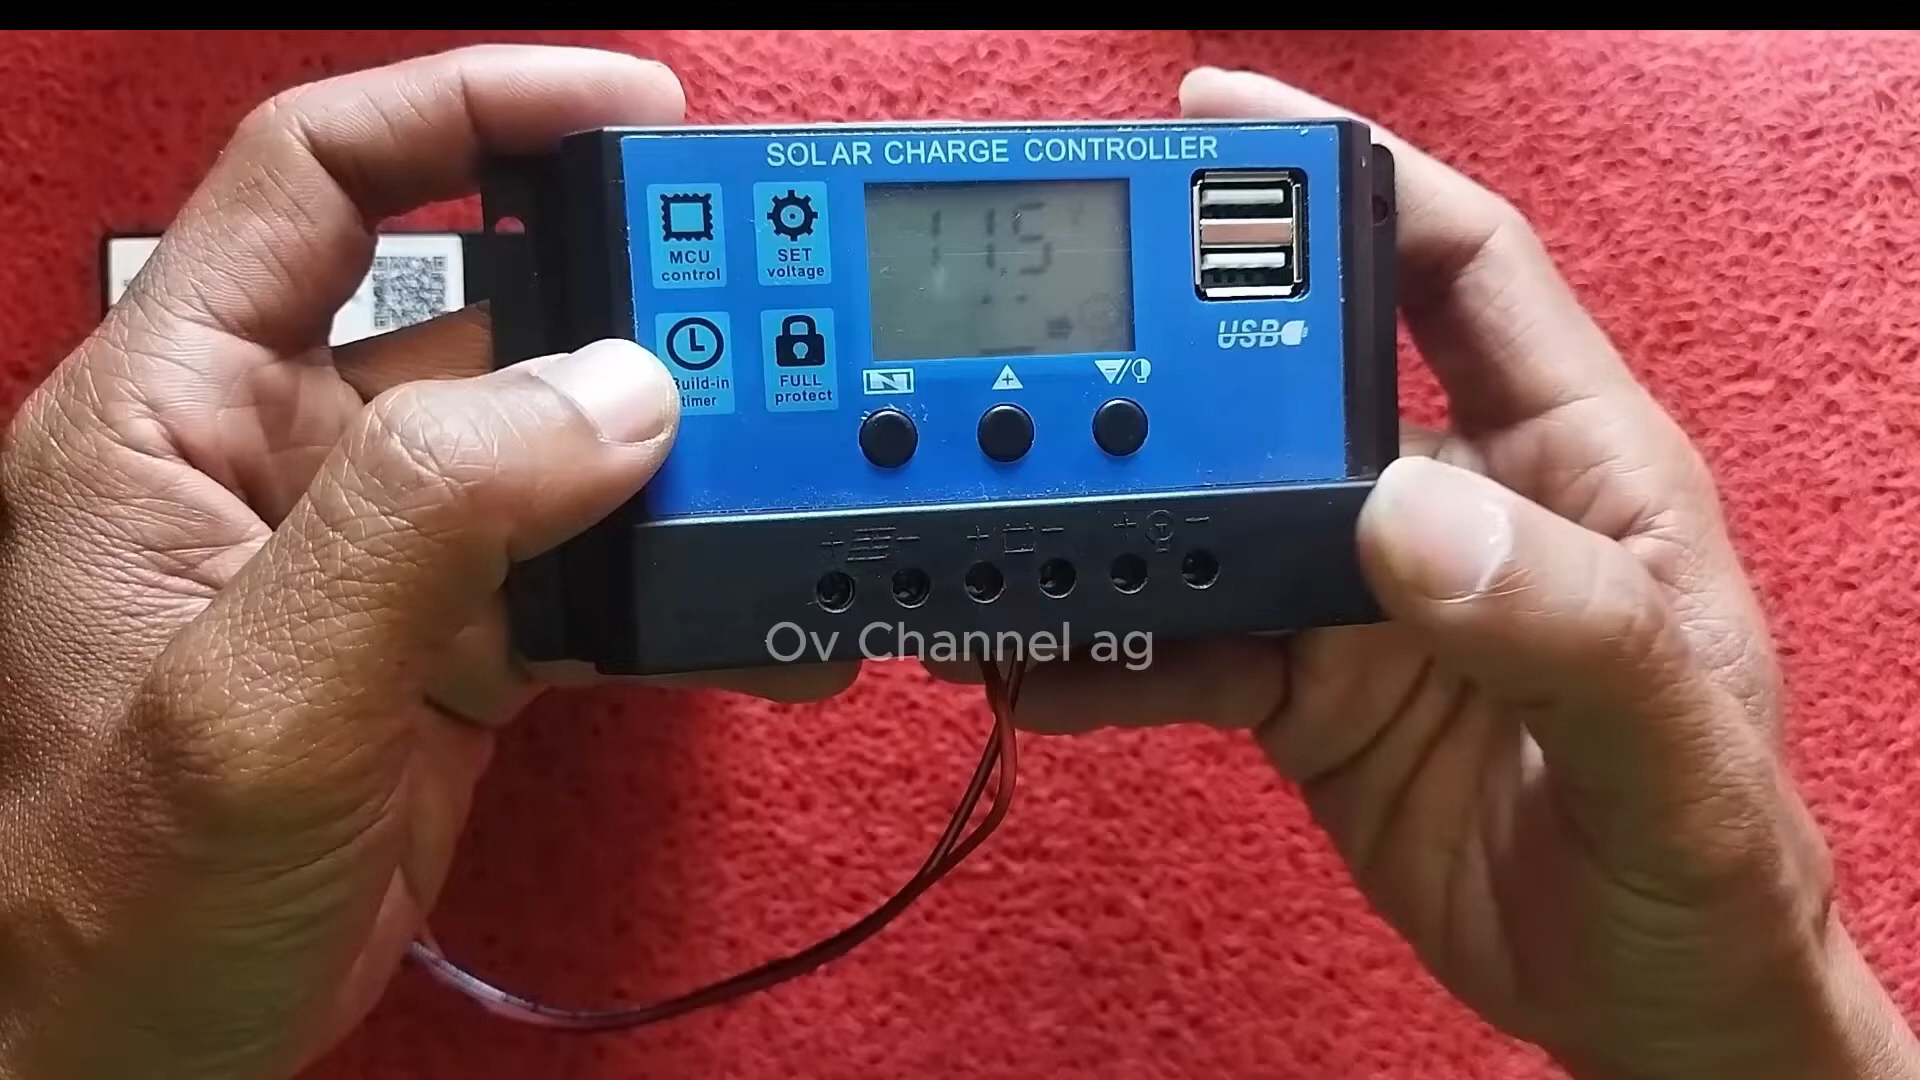 SOLAR CHARGE CONTROLLER
MCU
control
SET
voltage
Build-in
timer
FULL
protect
11.5
USB
+ -
+ -
+ -
Ov Channel ag